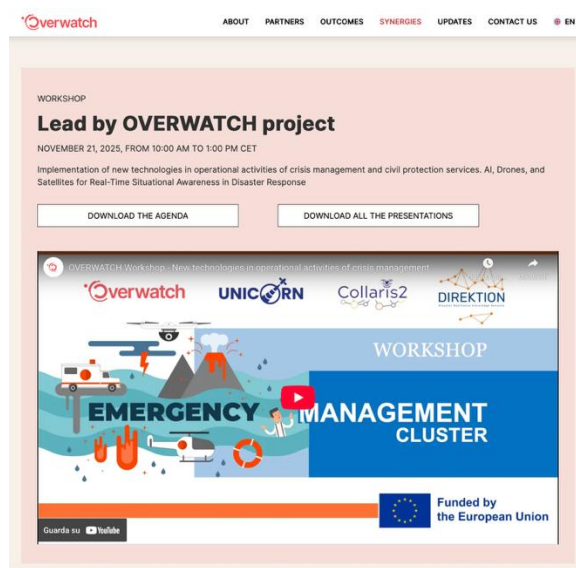 Overwatch
ABOUT PARTNERS OUTCOMES SYNERGIES UPDATES CONTACT US EN
WORKSHOP
Lead by OVERWATCH project
NOVEMBER 21, 2025, FROM 10:00 AM TO 1:00 PM CET
Implementation of new technologies in operational activities of crisis management and civil protection services. AI, Drones, and
Satellites for Real-Time Situational Awareness in Disaster Response
DOWNLOAD THE AGENDA
DOWNLOAD ALL THE PRESENTATIONS
OVERWATCH Workshop - New technologies in operational activities of crisis management
Overwatch UNICORN Collaris2 DIREKTION
WORKSHOP
EMERGENCY MANAGEMENT
CLUSTER
Funded by
the European Union
Guarda su YouTube